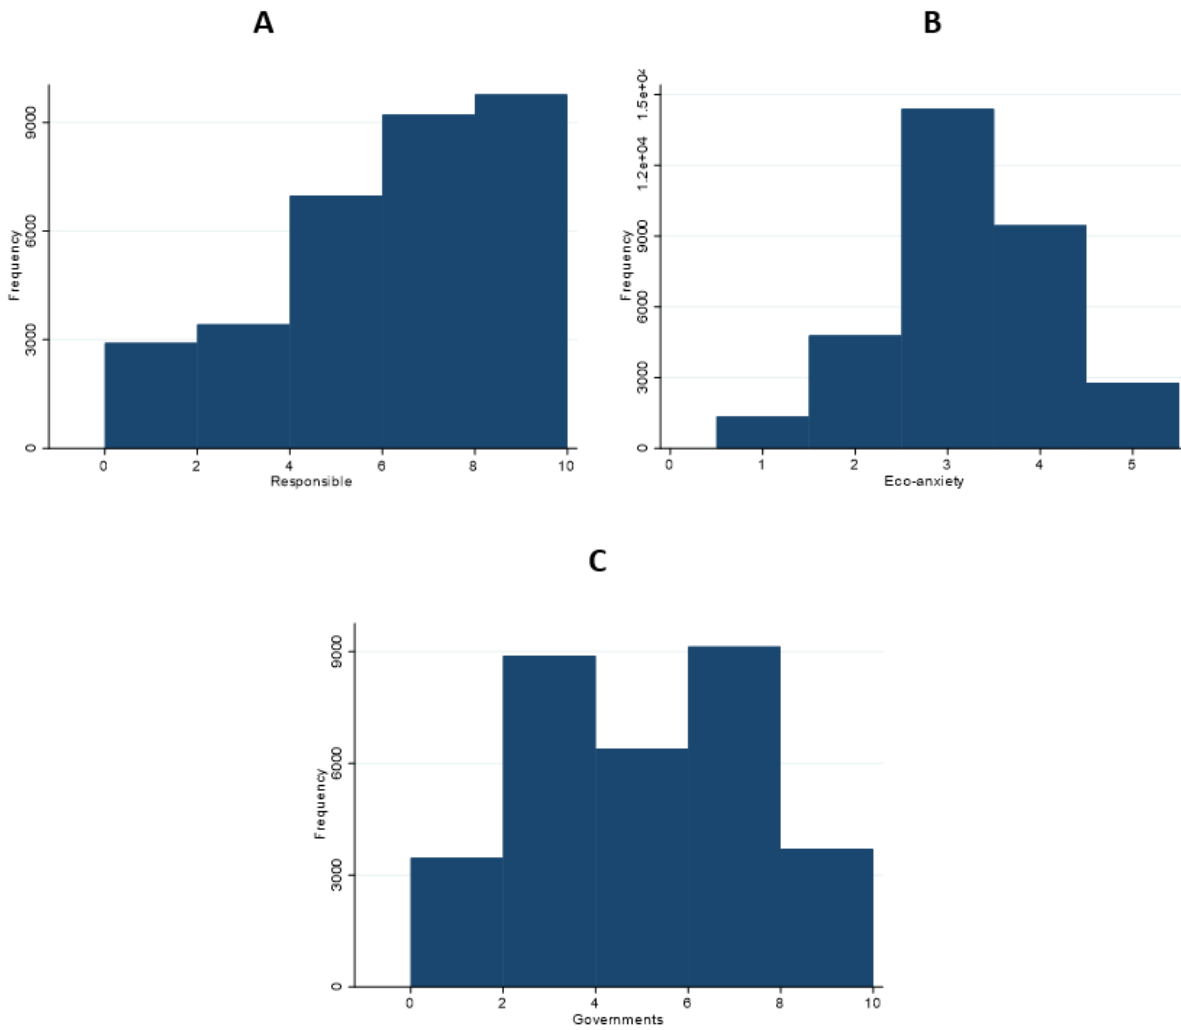 A
B
Frequency
0 3000 6000 9000
0 2 4 6 8 10
Responsible
Frequency
0 3000 6000 9000 1.2e+04 1.5e+04
0 1 2 3 4 5
Eco-anxiety
C
Frequency
0 3000 6000 9000
0 2 4 6 8 10
Governments